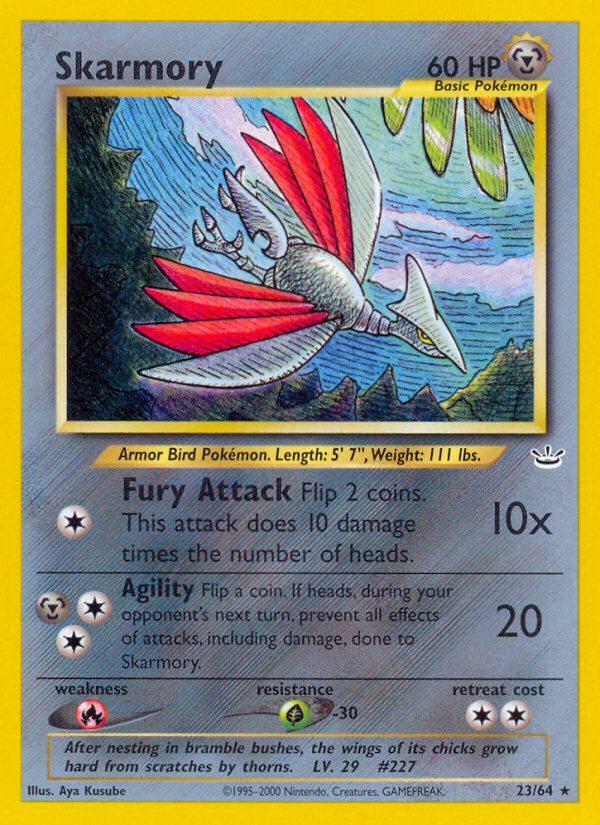 Skarmory
60 HP
Basic Pokémon
Armor Bird Pokémon. Length: 5' 7", Weight: 111 lbs.
Fury Attack Flip 2 coins.
This attack does 10 damage
times the number of heads.
10x
Agility Flip a coin. If heads, during your
opponent's next turn, prevent all effects
of attacks, including damage, done to
Skarmory.
20
weakness
resistance
retreat cost
-30
After nesting in bramble bushes, the wings of its chicks grow
hard from scratches by thorns. LV. 29 #227
Illus. Aya Kusube
©1995-2000 Nintendo, Creatures, GAMEFREAK.
23/64 ★